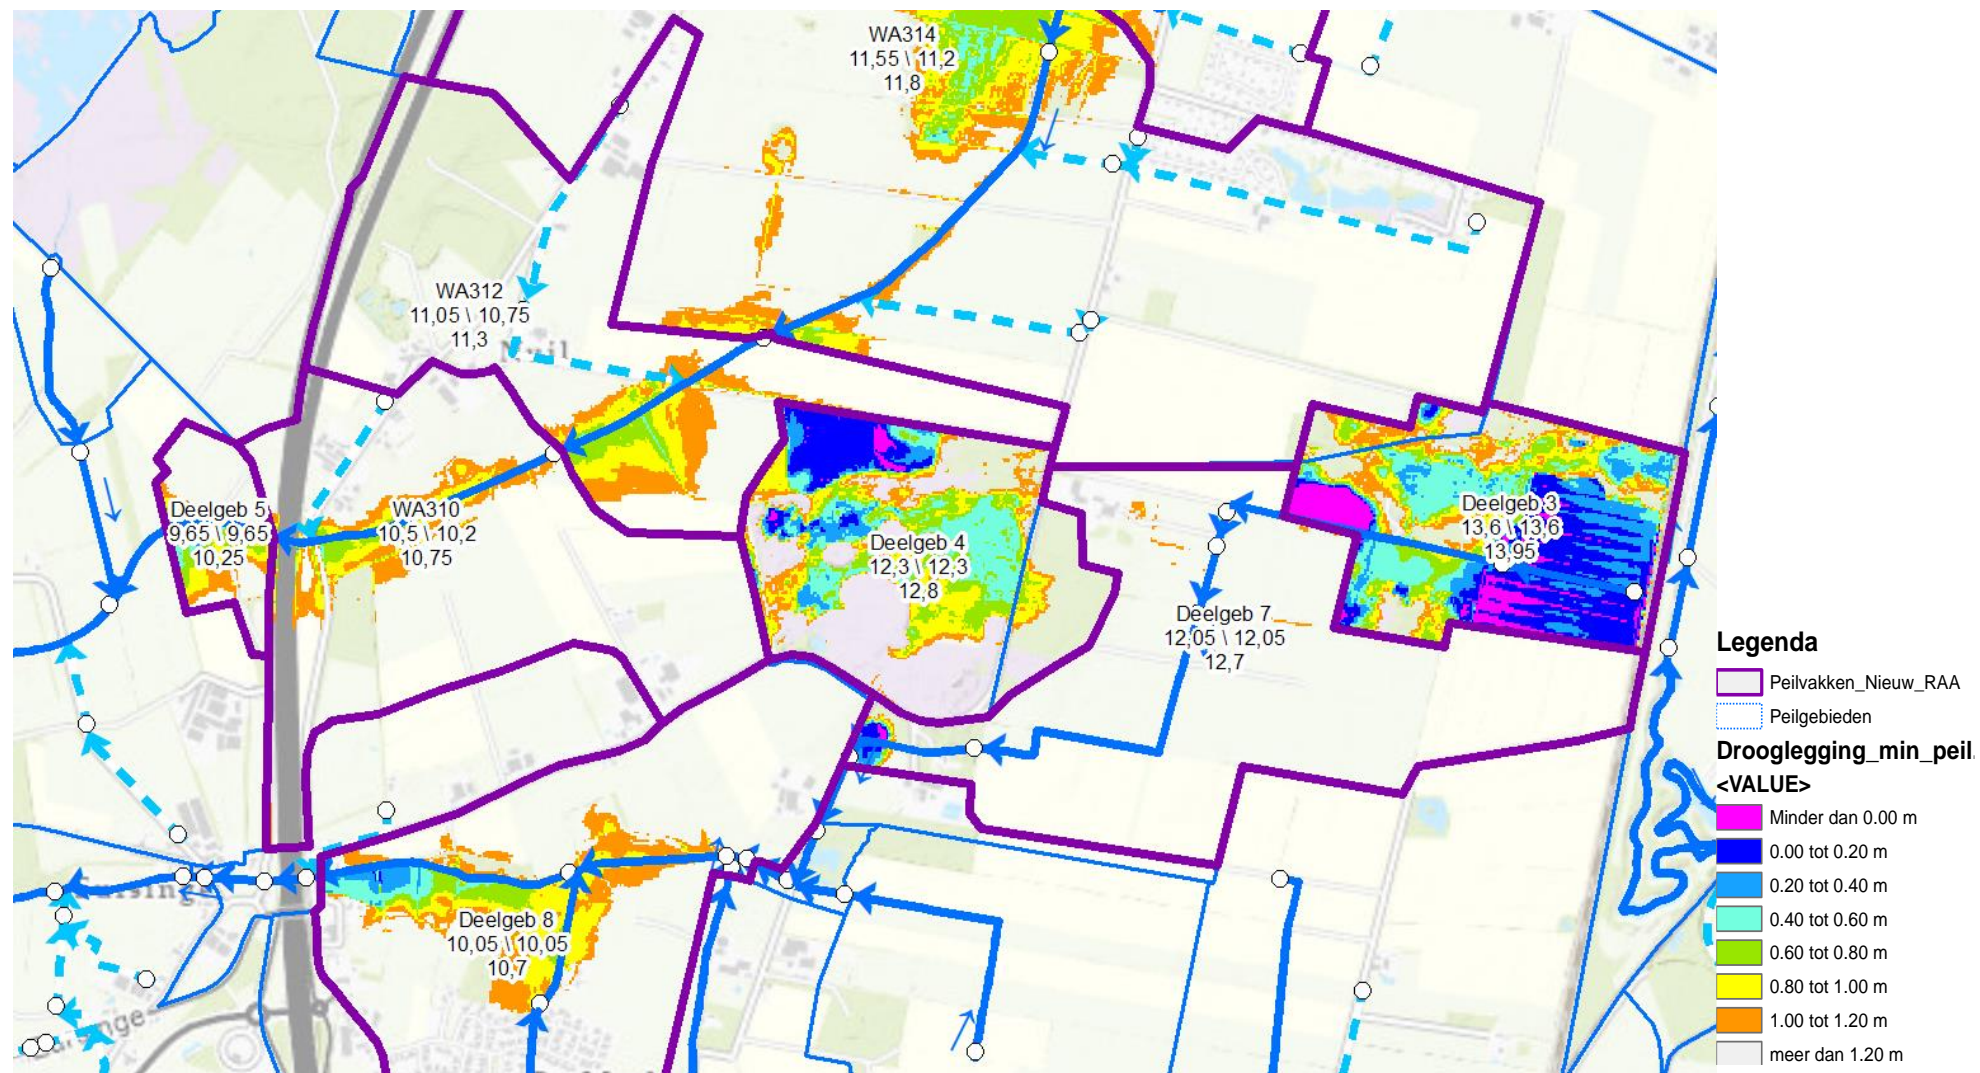 WA314
11,55 \ 11,2
11,8
WA312
11,05 \ 10,75
11,3
Nuil
Deelgeb 5
9,65 \ 9,65
10,25
WA310
10,5 \ 10,2
10,75
Deelgeb 4
12,3 \ 12,3
12,8
Deelgeb 3
13,6 \ 13,6
13,95
Deelgeb 7
12,05 \ 12,05
12,7
Deelgeb 8
10,05 \ 10,05
10,7
Legenda
Peilvakken_Nieuw_RAA
Peilgebieden
Drooglegging_min_peil.
<VALUE>
Minder dan 0.00 m
0.00 tot 0.20 m
0.20 tot 0.40 m
0.40 tot 0.60 m
0.60 tot 0.80 m
0.80 tot 1.00 m
1.00 tot 1.20 m
meer dan 1.20 m